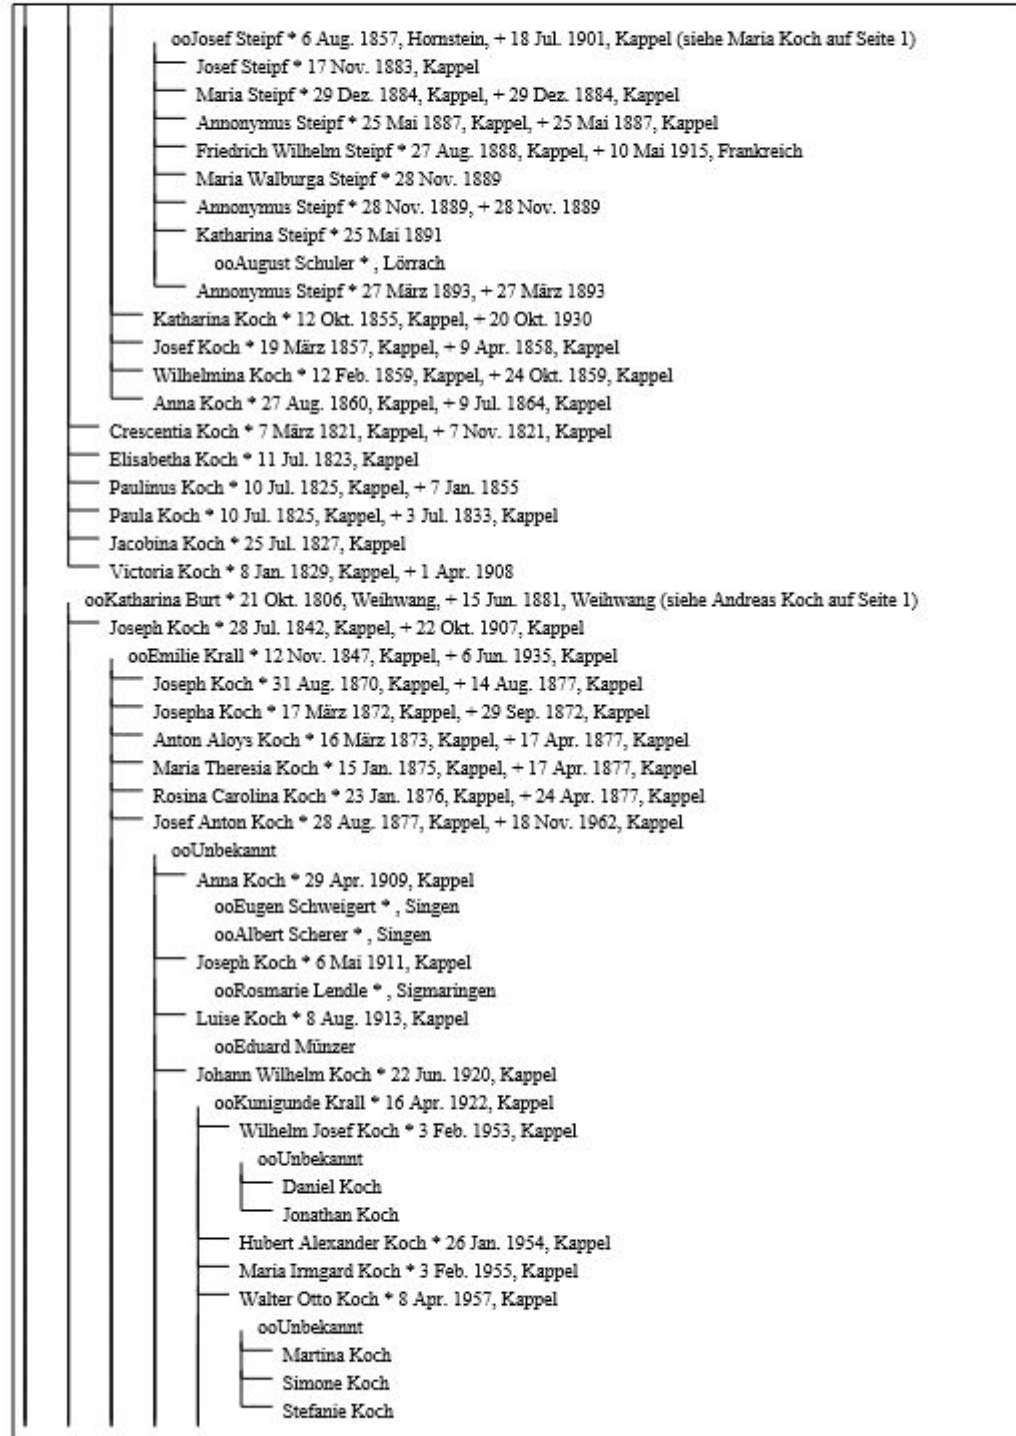 ooJosef Steipf * 6 Aug. 1857, Hornstein, + 18 Jul. 1901, Kappel (siehe Maria Koch auf Seite 1)
Josef Steipf * 17 Nov. 1883, Kappel
Maria Steipf * 29 Dez. 1884, Kappel, + 29 Dez. 1884, Kappel
Annonymus Steipf * 25 Mai 1887, Kappel, + 25 Mai 1887, Kappel
Friedrich Wilhelm Steipf * 27 Aug. 1888, Kappel, + 10 Mai 1915, Frankreich
Maria Walburga Steipf * 28 Nov. 1889
Annonymus Steipf * 28 Nov. 1889, + 28 Nov. 1889
Katharina Steipf * 25 Mai 1891
ooAugust Schuler * , Lörrach
Annonymus Steipf * 27 März 1893, + 27 März 1893
Katharina Koch * 12 Okt. 1855, Kappel, + 20 Okt. 1930
Josef Koch * 19 März 1857, Kappel, + 9 Apr. 1858, Kappel
Wilhelmina Koch * 12 Feb. 1859, Kappel, + 24 Okt. 1859, Kappel
Anna Koch * 27 Aug. 1860, Kappel, + 9 Jul. 1864, Kappel
Crescentia Koch * 7 März 1821, Kappel, + 7 Nov. 1821, Kappel
Elisabetha Koch * 11 Jul. 1823, Kappel
Paulinus Koch * 10 Jul. 1825, Kappel, + 7 Jan. 1855
Paula Koch * 10 Jul. 1825, Kappel, + 3 Jul. 1833, Kappel
Jacobina Koch * 25 Jul. 1827, Kappel
Victoria Koch * 8 Jan. 1829, Kappel, + 1 Apr. 1908
ooKatharina Burt * 21 Okt. 1806, Weihwang, + 15 Jun. 1881, Weihwang (siehe Andreas Koch auf Seite 1)
Joseph Koch * 28 Jul. 1842, Kappel, + 22 Okt. 1907, Kappel
ooEmilie Krall * 12 Nov. 1847, Kappel, + 6 Jun. 1935, Kappel
Joseph Koch * 31 Aug. 1870, Kappel, + 14 Aug. 1877, Kappel
Josepha Koch * 17 März 1872, Kappel, + 29 Sep. 1872, Kappel
Anton Aloys Koch * 16 März 1873, Kappel, + 17 Apr. 1877, Kappel
Maria Theresia Koch * 15 Jan. 1875, Kappel, + 17 Apr. 1877, Kappel
Rosina Carolina Koch * 23 Jan. 1876, Kappel, + 24 Apr. 1877, Kappel
Josef Anton Koch * 28 Aug. 1877, Kappel, + 18 Nov. 1962, Kappel
ooUnbekannt
Anna Koch * 29 Apr. 1909, Kappel
ooEugen Schweigert * , Singen
ooAlbert Scherer * , Singen
Joseph Koch * 6 Mai 1911, Kappel
ooRosmarie Lendle * , Sigmaringen
Luise Koch * 8 Aug. 1913, Kappel
ooEduard Münzer
Johann Wilhelm Koch * 22 Jun. 1920, Kappel
ooKunigunde Krall * 16 Apr. 1922, Kappel
Wilhelm Josef Koch * 3 Feb. 1953, Kappel
ooUnbekannt
Daniel Koch
Jonathan Koch
Hubert Alexander Koch * 26 Jan. 1954, Kappel
Maria Irmgard Koch * 3 Feb. 1955, Kappel
Walter Otto Koch * 8 Apr. 1957, Kappel
ooUnbekannt
Martina Koch
Simone Koch
Stefanie Koch